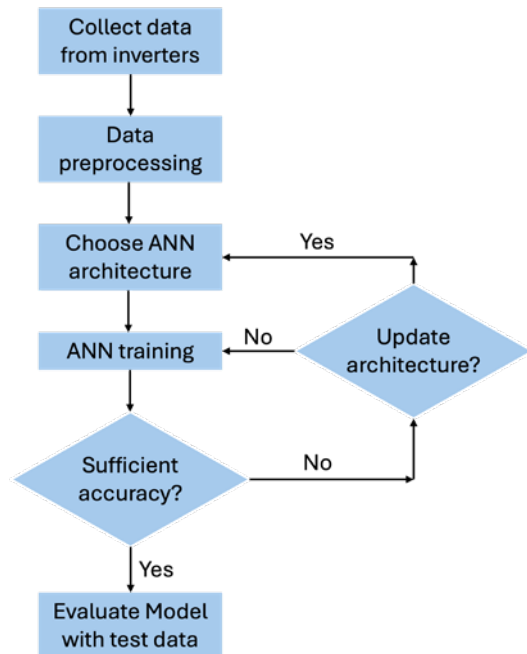 Collect data
from inverters
Data
preprocessing
Choose ANN
architecture
Yes
ANN training
No
Update
architecture?
Sufficient
accuracy?
No
Yes
Evaluate Model
with test data